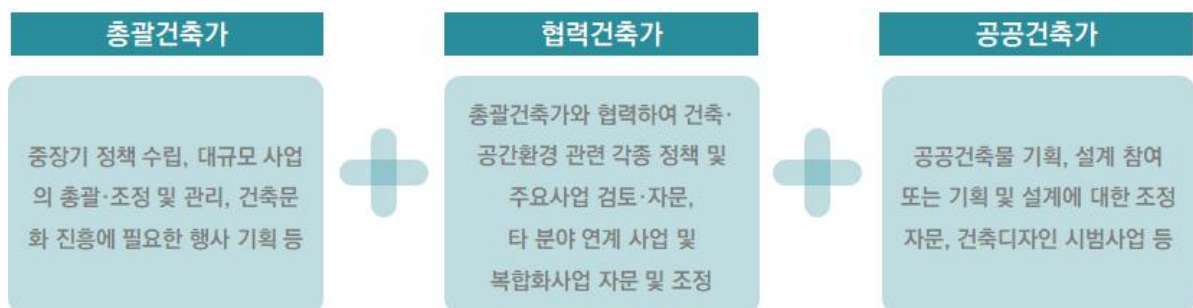 총괄건축가
중장기 정책 수립, 대규모 사업
의 총괄·조정 및 관리, 건축문
화 진흥에 필요한 행사 기획 등
협력건축가
총괄건축가와 협력하여 건축·
공간환경 관련 각종 정책 및
주요사업 검토·자문,
타 분야 연계 사업 및
복합화사업 자문 및 조정
공공건축가
공공건축물 기획, 설계 참여
또는 기획 및 설계에 대한 조정
자문, 건축디자인 시범사업 등